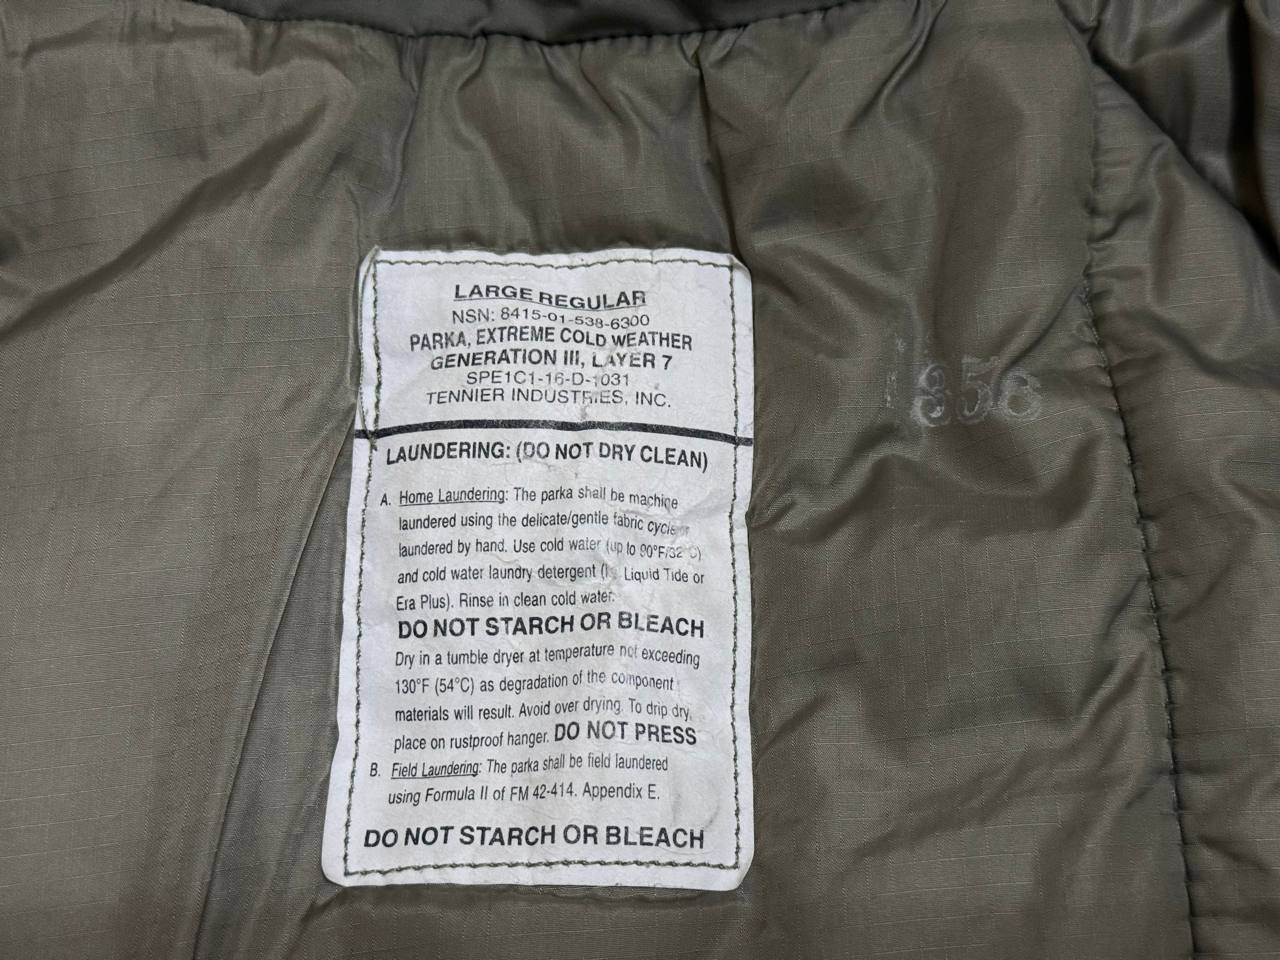 LARGE REGULAR
NSN: 8415-01-538-6300
PARKA, EXTREME COLD WEATHER
GENERATION III, LAYER 7
SPE1C1-16-D-1031
TENNIER INDUSTRIES, INC.
LAUNDERING: (DO NOT DRY CLEAN)
A. Home Laundering: The parka shall be machine
laundered using the delicate/gentle fabric cycle or
laundered by hand. Use cold water (up to 90°F/32°C)
and cold water laundry detergent ( Liquid Tide or
Era Plus). Rinse in clean cold water.
DO NOT STARCH OR BLEACH
Dry in a tumble dryer at temperature not exceeding
130°F (54°C) as degradation of the component
materials will result. Avoid over drying. To drip dry,
place on rustproof hanger. DO NOT PRESS
B. Field Laundering: The parka shall be field laundered
using Formula II of FM 42-414. Appendix E.
DO NOT STARCH OR BLEACH